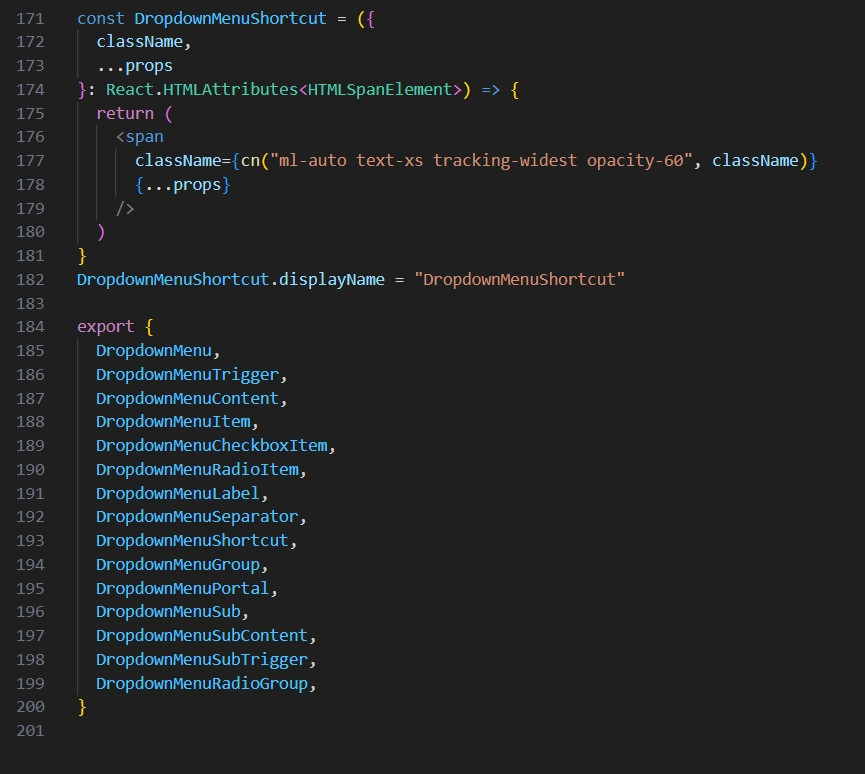 171 const DropdownMenuShortcut = ({
172   className,
173   ...props
174 }: React.HTMLAttributes<HTMLSpanElement>) => {
175   return (
176     <span
177       className={cn("ml-auto text-xs tracking-widest opacity-60", className)}
178       {...props}
179     />
180   )
181 }
182 DropdownMenuShortcut.displayName = "DropdownMenuShortcut"
183
184 export {
185   DropdownMenu,
186   DropdownMenuTrigger,
187   DropdownMenuContent,
188   DropdownMenuItem,
189   DropdownMenuCheckboxItem,
190   DropdownMenuRadioItem,
191   DropdownMenuLabel,
192   DropdownMenuSeparator,
193   DropdownMenuShortcut,
194   DropdownMenuGroup,
195   DropdownMenuPortal,
196   DropdownMenuSub,
197   DropdownMenuSubContent,
198   DropdownMenuSubTrigger,
199   DropdownMenuRadioGroup,
200 }
201